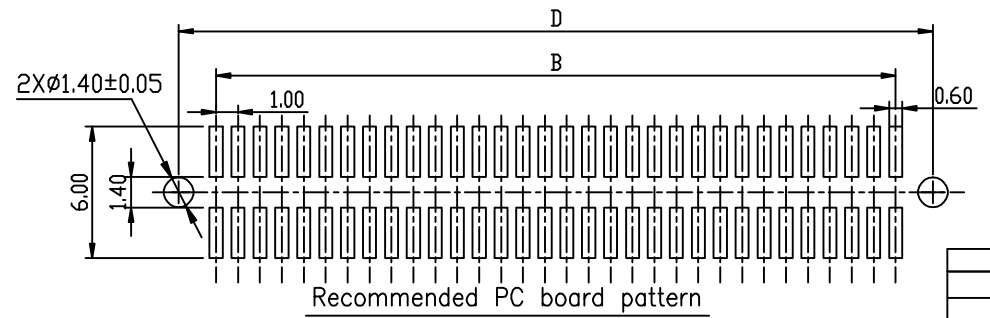 D
B
2XØ1.40±0.05
1.00
0.60
6.00
1.40
Recommended PC board pattern